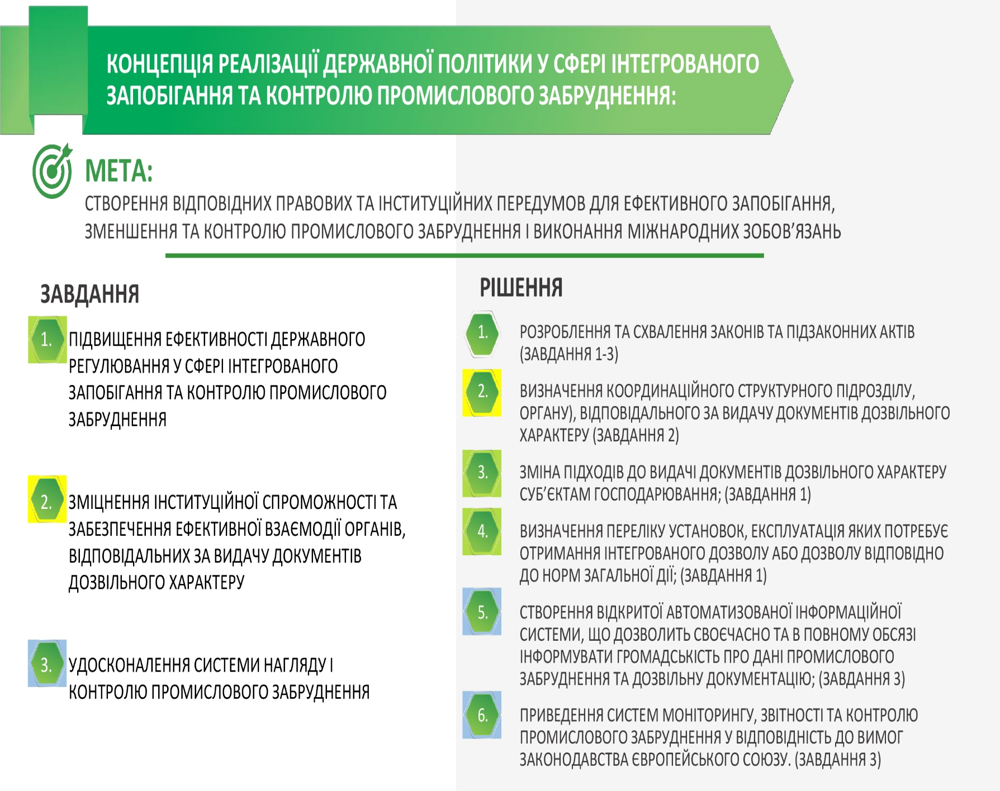 КОНЦЕПЦІЯ РЕАЛІЗАЦІЇ ДЕРЖАВНОЇ ПОЛІТИКИ У СФЕРІ ІНТЕГРОВАНОГО
ЗАПОБІГАННЯ ТА КОНТРОЛЮ ПРОМИСЛОВОГО ЗАБРУДНЕННЯ:
МЕТА:
СТВОРЕННЯ ВІДПОВІДНИХ ПРАВОВИХ ТА ІНСТИТУЦІЙНИХ ПЕРЕДУМОВ ДЛЯ ЕФЕКТИВНОГО ЗАПОБІГАННЯ,
ЗМЕНШЕННЯ ТА КОНТРОЛЮ ПРОМИСЛОВОГО ЗАБРУДНЕННЯ І ВИКОНАННЯ МІЖНАРОДНИХ ЗОБОВ’ЯЗАНЬ
ЗАВДАННЯ
1. ПІДВИЩЕННЯ ЕФЕКТИВНОСТІ ДЕРЖАВНОГО
РЕГУЛЮВАННЯ У СФЕРІ ІНТЕГРОВАНОГО
ЗАПОБІГАННЯ ТА КОНТРОЛЮ ПРОМИСЛОВОГО
ЗАБРУДНЕННЯ
2. ЗМІЦНЕННЯ ІНСТИТУЦІЙНОЇ СПРОМОЖНОСТІ ТА
ЗАБЕЗПЕЧЕННЯ ЕФЕКТИВНОЇ ВЗАЄМОДІЇ ОРГАНІВ,
ВІДПОВІДАЛЬНИХ ЗА ВИДАЧУ ДОКУМЕНТІВ
ДОЗВІЛЬНОГО ХАРАКТЕРУ
3. УДОСКОНАЛЕННЯ СИСТЕМИ НАГЛЯДУ І
КОНТРОЛЮ ПРОМИСЛОВОГО ЗАБРУДНЕННЯ
РІШЕННЯ
1. РОЗРОБЛЕННЯ ТА СХВАЛЕННЯ ЗАКОНІВ ТА ПІДЗАКОННИХ АКТІВ
(ЗАВДАННЯ 1-3)
2. ВИЗНАЧЕННЯ КООРДИНАЦІЙНОГО СТРУКТУРНОГО ПІДРОЗДІЛУ,
ОРГАНУ), ВІДПОВІДАЛЬНОГО ЗА ВИДАЧУ ДОКУМЕНТІВ ДОЗВІЛЬНОГО
ХАРАКТЕРУ (ЗАВДАННЯ 2)
3. ЗМІНА ПІДХОДІВ ДО ВИДАЧІ ДОКУМЕНТІВ ДОЗВІЛЬНОГО ХАРАКТЕРУ
СУБ’ЄКТАМ ГОСПОДАРЮВАННЯ; (ЗАВДАННЯ 1)
4. ВИЗНАЧЕННЯ ПЕРЕЛІКУ УСТАНОВОК, ЕКСПЛУАТАЦІЯ ЯКИХ ПОТРЕБУЄ
ОТРИМАННЯ ІНТЕГРОВАНОГО ДОЗВОЛУ АБО ДОЗВОЛУ ВІДПОВІДНО
ДО НОРМ ЗАГАЛЬНОЇ ДІЇ; (ЗАВДАННЯ 1)
5. СТВОРЕННЯ ВІДКРИТОЇ АВТОМАТИЗОВАНОЇ ІНФОРМАЦІЙНОЇ
СИСТЕМИ, ЩО ДОЗВОЛИТЬ СВОЄЧАСНО ТА В ПОВНОМУ ОБСЯЗІ
ІНФОРМУВАТИ ГРОМАДСЬКІСТЬ ПРО ДАНІ ПРОМИСЛОВОГО
ЗАБРУДНЕННЯ ТА ДОЗВІЛЬНУ ДОКУМЕНТАЦІЮ; (ЗАВДАННЯ 3)
6. ПРИВЕДЕННЯ СИСТЕМ МОНІТОРИНГУ, ЗВІТНОСТІ ТА КОНТРОЛЮ
ПРОМИСЛОВОГО ЗАБРУДНЕННЯ У ВІДПОВІДНІСТЬ ДО ВИМОГ
ЗАКОНОДАВСТВА ЄВРОПЕЙСЬКОГО СОЮЗУ. (ЗАВДАННЯ 3)